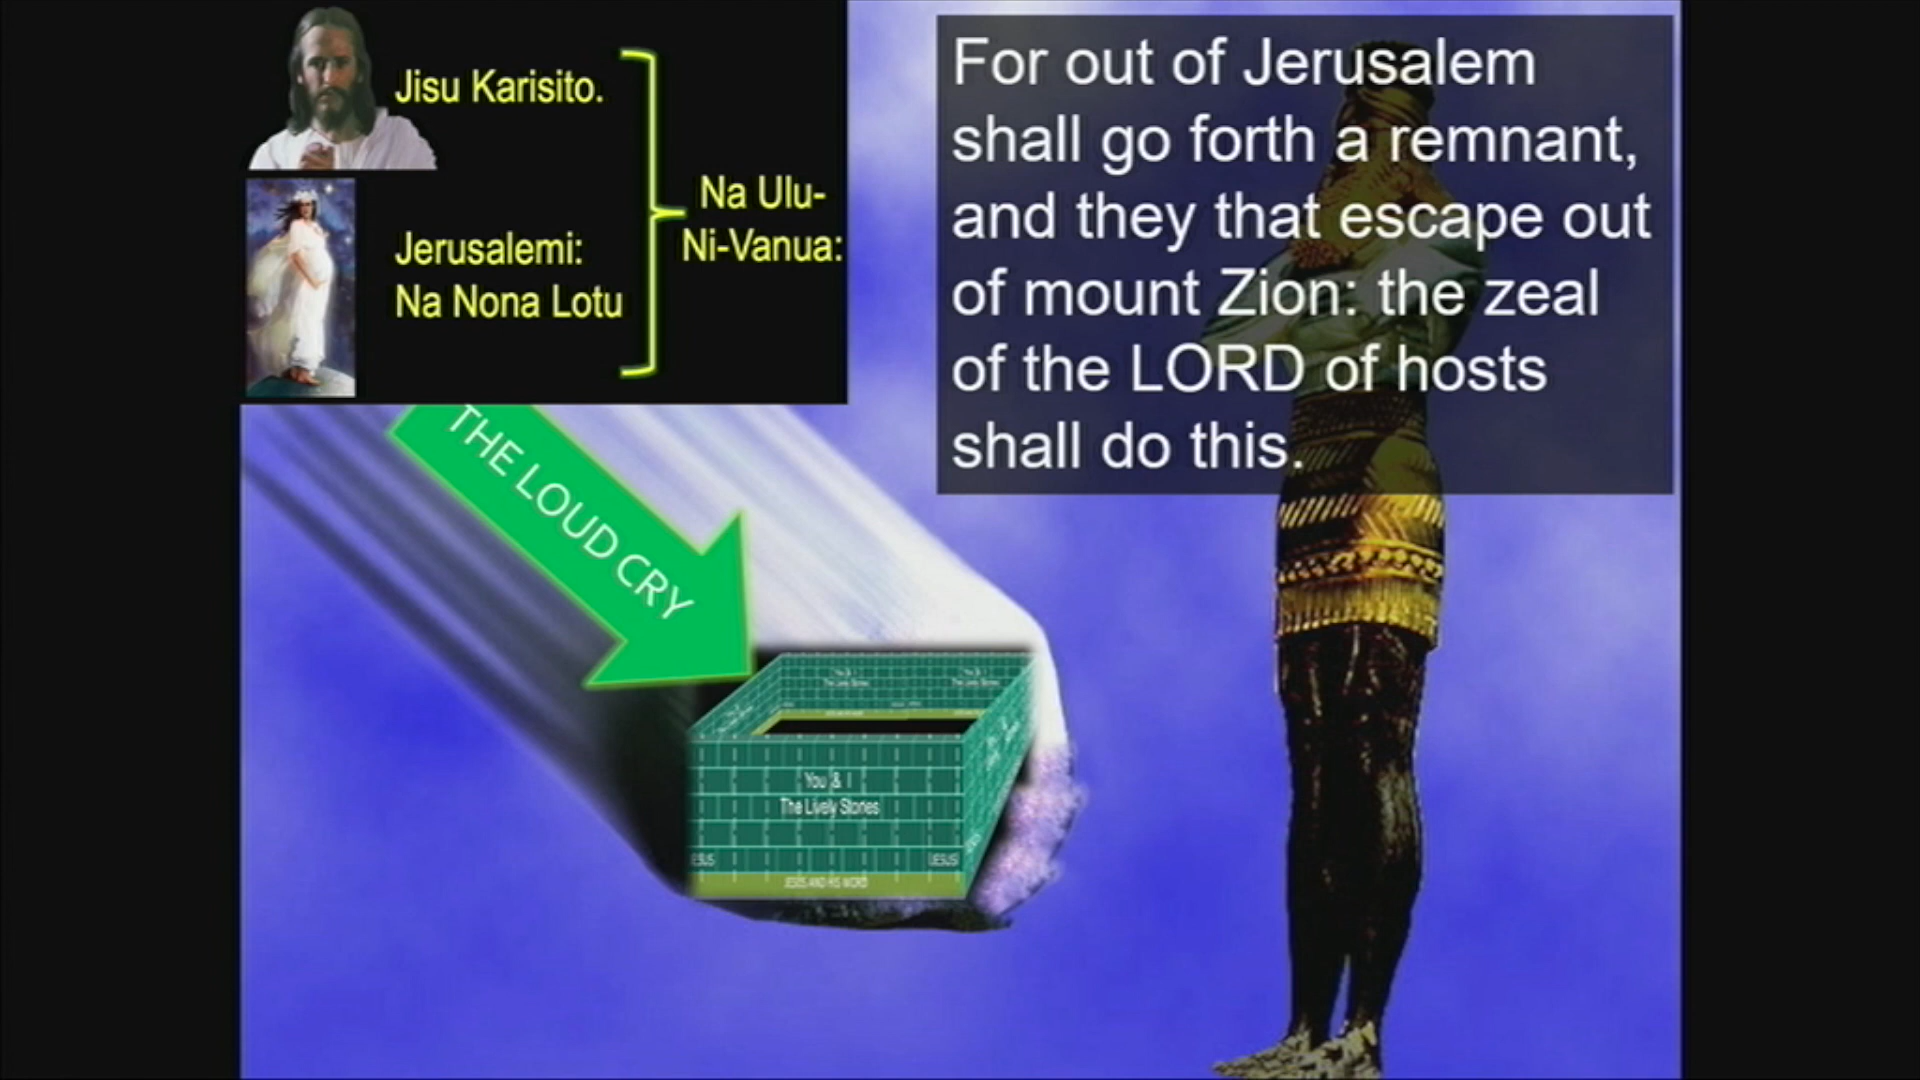 Jisu Karisito.
Jerusalemi:
Na Nona Lotu
Na Ulu-
Ni-Vanua:
For out of Jerusalem
shall go forth a remnant,
and they that escape out
of mount Zion: the zeal
of the LORD of hosts
shall do this.
THE LOUD CRY
You & I
The Lively Stones
JESUS
JESUS AND HIS WORD